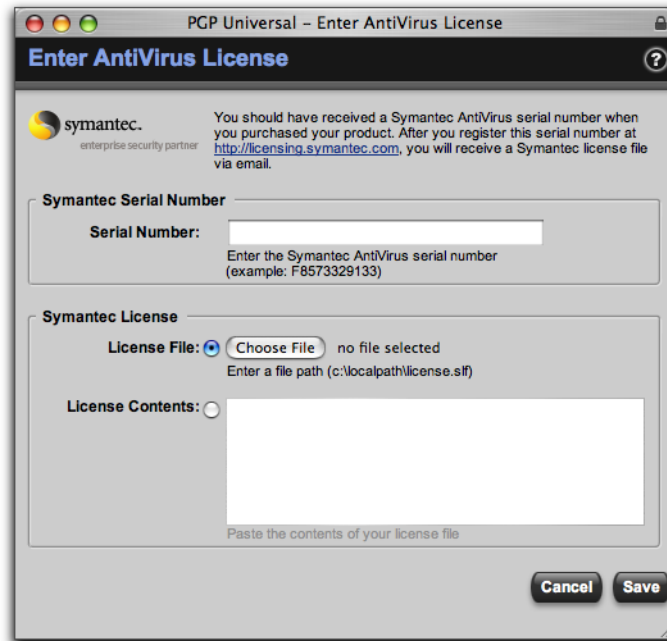 PGP Universal – Enter AntiVirus License
Enter AntiVirus License
?
symantec.
enterprise security partner
You should have received a Symantec AntiVirus serial number when
you purchased your product. After you register this serial number at
http://licensing.symantec.com, you will receive a Symantec license file
via email.
Symantec Serial Number
Serial Number:
Enter the Symantec AntiVirus serial number
(example: F8573329133)
Symantec License
License File: Choose File no file selected
Enter a file path (c:\localpath\license.slf)
License Contents:
Paste the contents of your license file
Cancel Save